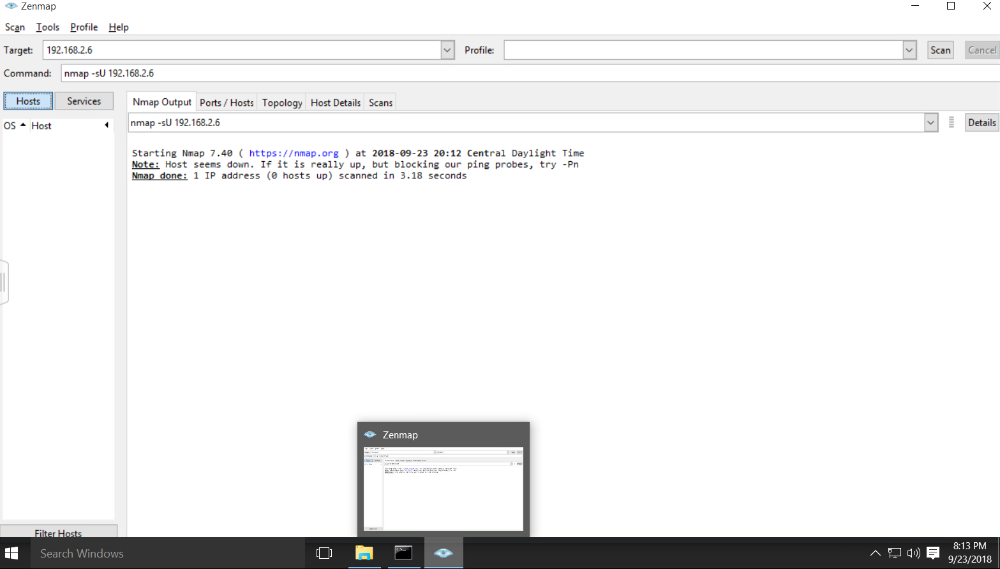 Zenmap
Scan Tools Profile Help
Target: 192.168.2.6 Profile: Scan Cancel
Command: nmap -sU 192.168.2.6
Hosts Services Nmap Output Ports / Hosts Topology Host Details Scans
OS Host nmap -sU 192.168.2.6 Details
Starting Nmap 7.40 ( https://nmap.org ) at 2018-09-23 20:12 Central Daylight Time
Note: Host seems down. If it is really up, but blocking our ping probes, try -Pn
Nmap done: 1 IP address (0 hosts up) scanned in 3.18 seconds
Zenmap
Filter Hosts
Search Windows
8:13 PM
9/23/2018